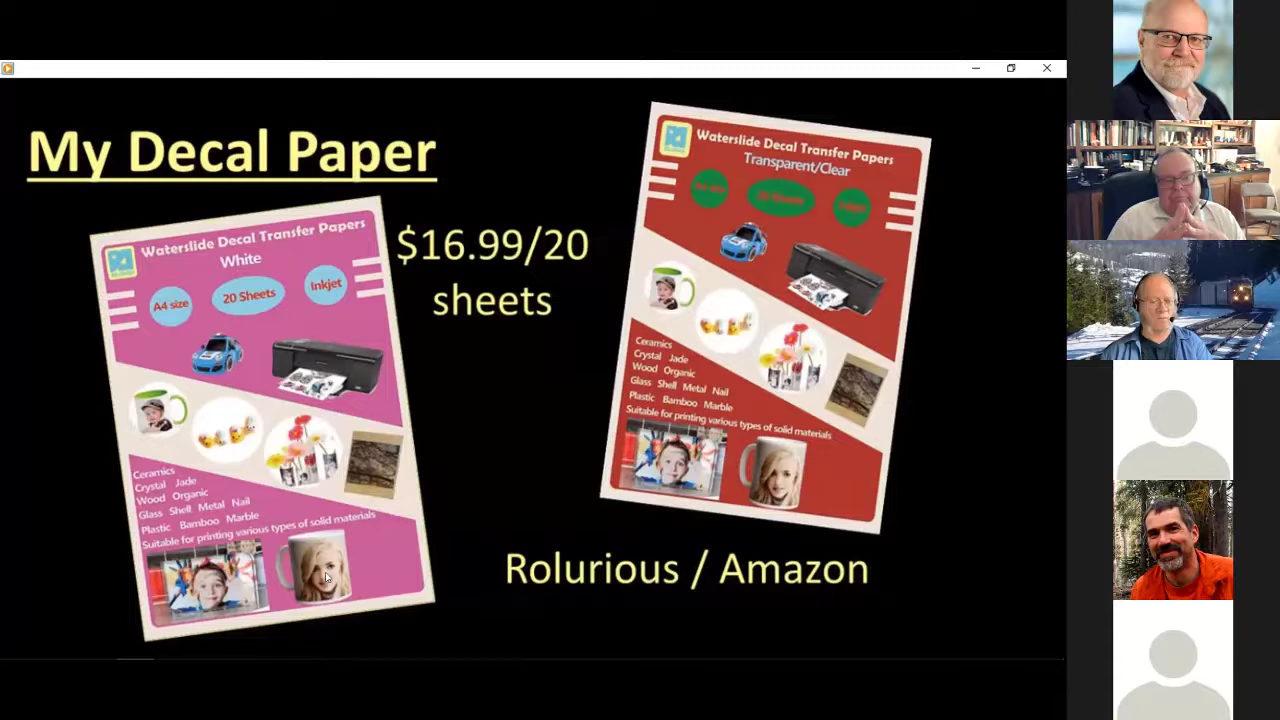 My Decal Paper
$16.99/20
sheets
Waterslide Decal Transfer Papers
White
A4 size
20 Sheets
Inkjet
Ceramics
Crystal Jade
Wood Organic
Glass Shell Metal Nail
Plastic Bamboo Marble
Suitable for printing various types of solid materials
Waterslide Decal Transfer Papers
Transparent/Clear
20 Sheets
Inkjet
Ceramics
Crystal Jade
Wood Organic
Glass Shell Metal Nail
Plastic Bamboo Marble
Suitable for printing various types of solid materials
Rolurious / Amazon